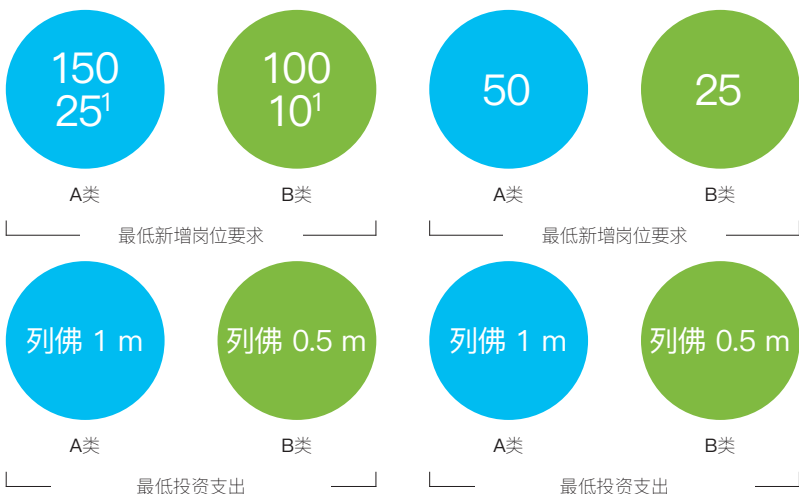 150 100 50 25
25¹ 10¹
A类 B类 A类 B类
最低新增岗位要求 最低新增岗位要求
列佛 1 m 列佛 0.5 m 列佛 1 m 列佛 0.5 m
A类 B类 A类 B类
最低投资支出 最低投资支出